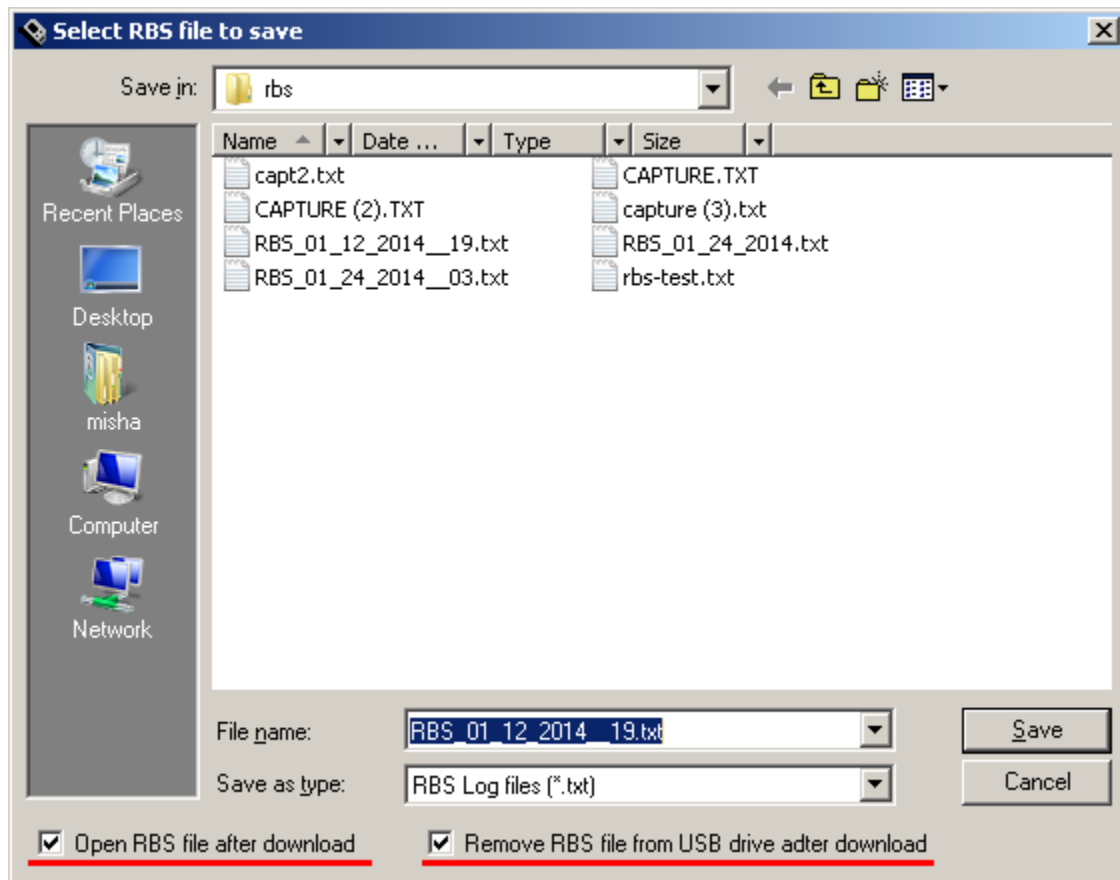 Select RBS file to save
Save in: rbs
Name Date ... Type Size
capt2.txt CAPTURE.TXT
CAPTURE (2).TXT capture (3).txt
RBS_01_12_2014__19.txt RBS_01_24_2014.txt
RBS_01_24_2014__03.txt rbs-test.txt
Recent Places
Desktop
misha
Computer
Network
File name: RBS_01_12_2014__19.txt Save
Save as type: RBS Log files (*.txt) Cancel
Open RBS file after download Remove RBS file from USB drive adter download